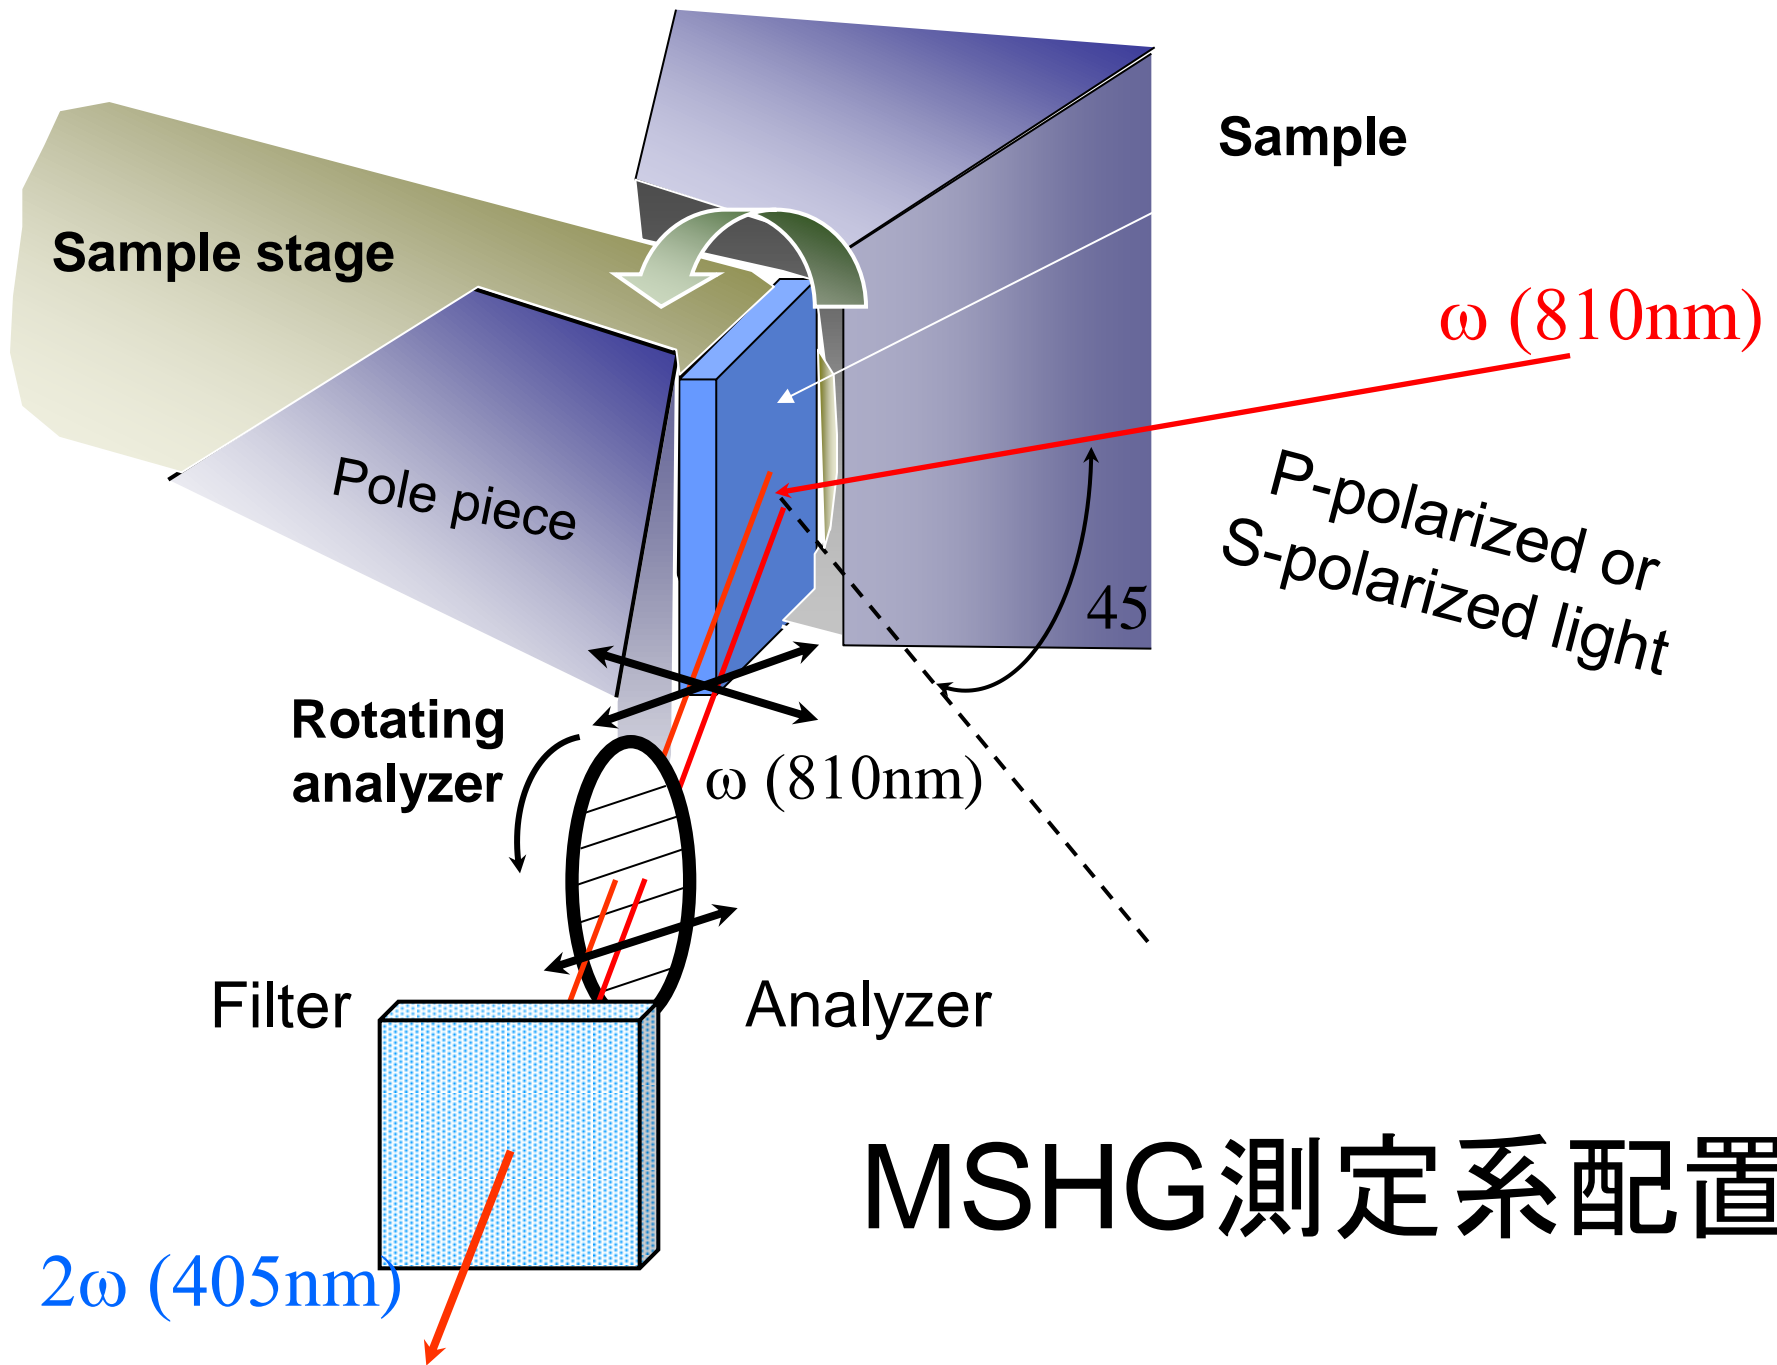 Sample
Sample stage
ω (810nm)
Pole piece
P-polarized or
S-polarized light
45
Rotating
analyzer
ω (810nm)
Filter
Analyzer
MSHG測定系配置
2ω (405nm)